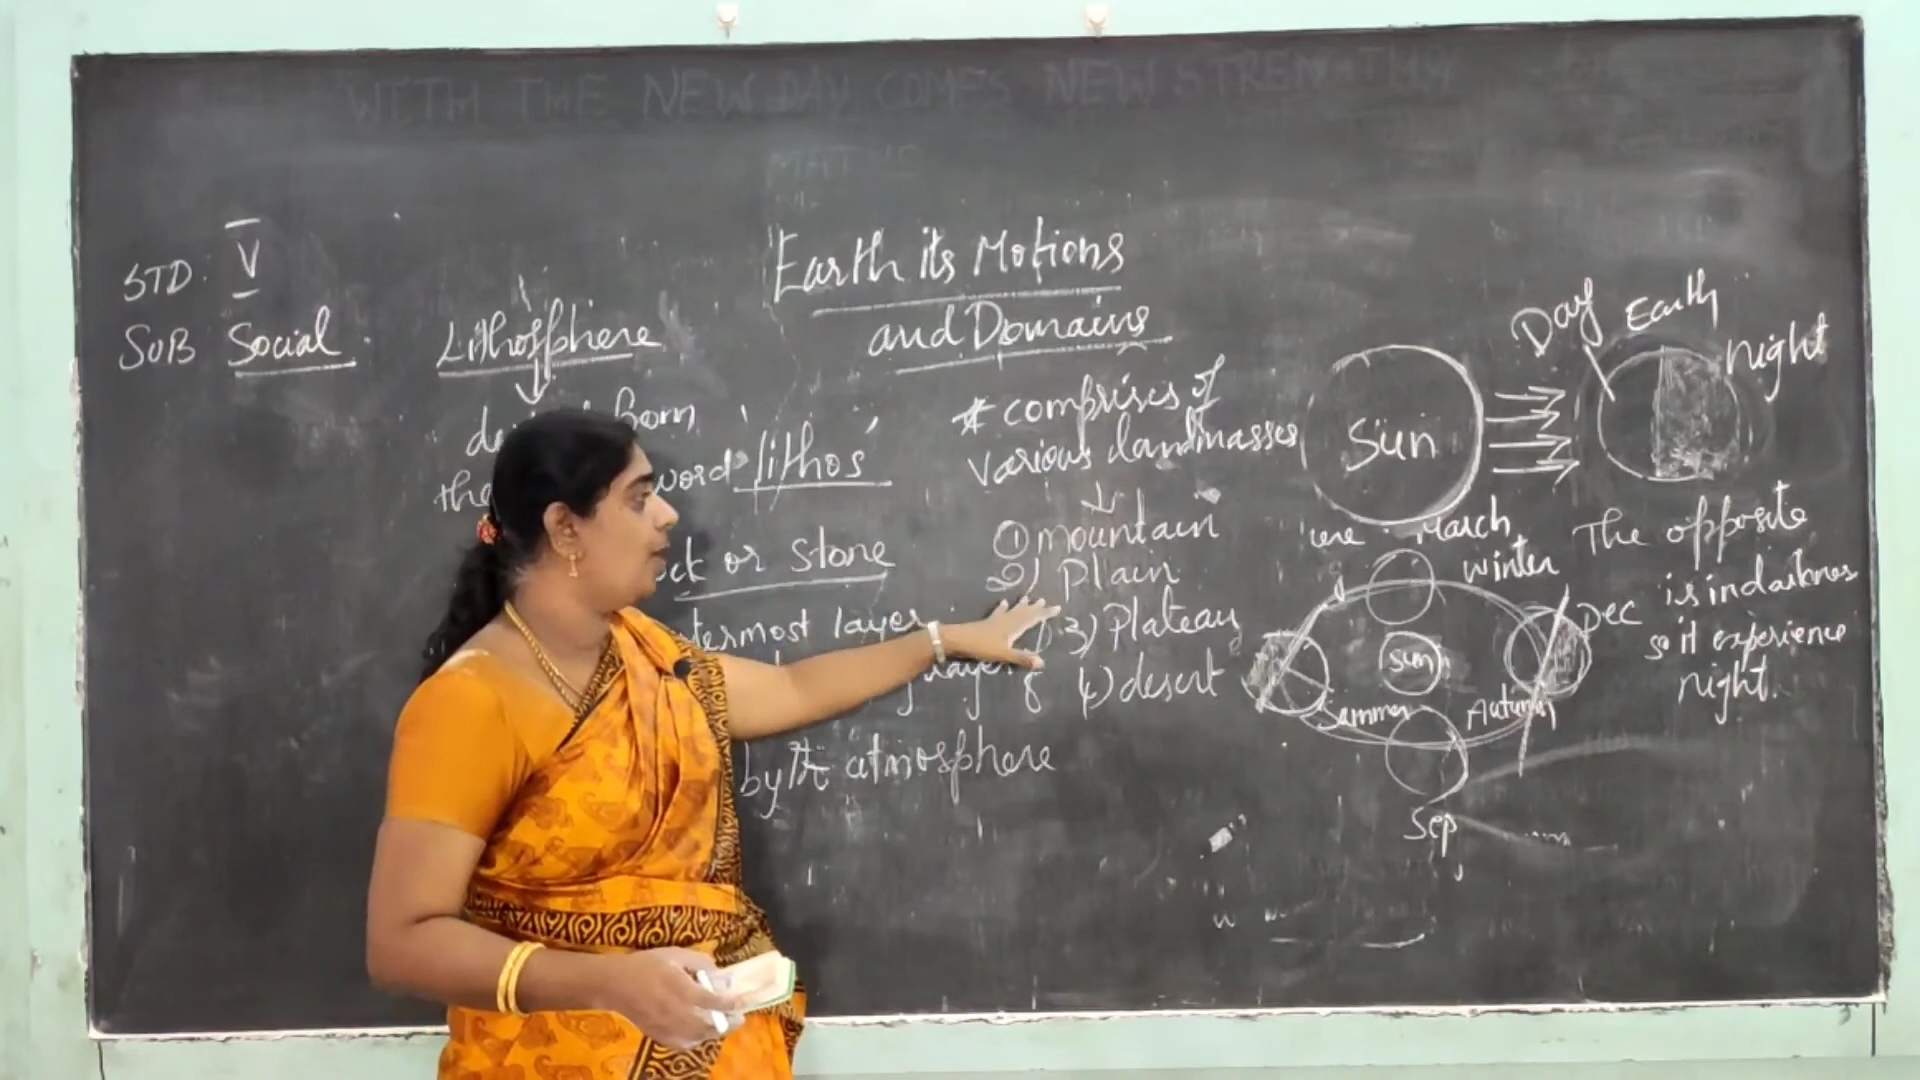 WITH THE NEW DAY COMES NEW STRENGTH
MATHS
STD: V
SUB Social
Earth its Motions
and Domains
Lithosphere
from
the word 'lithos'
or Stone
layer
layer
by the atmosphere
* comprises of
various landmasses
① mountain
2) Plain
3) Plateau
4) desert
Day Earth
night
Sun
March
winter
Dec
Sun
Summer
Autumn
Sep
The opposite
is in darkness
so it experience
night.